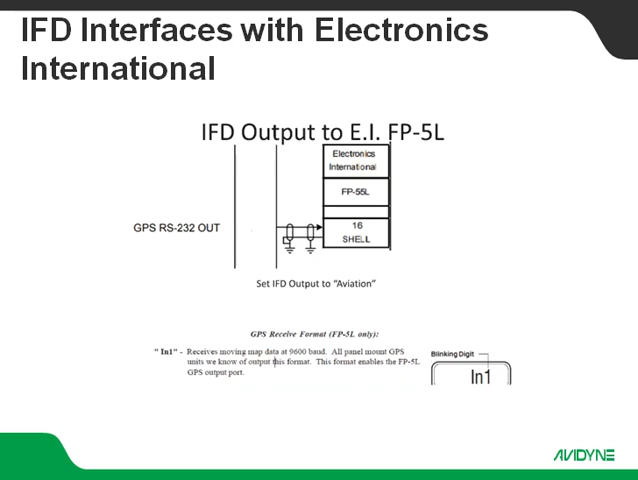 IFD Interfaces with Electronics
International
IFD Output to E.I. FP-5L
Electronics
International
FP-55L
GPS RS-232 OUT
16
SHELL
Set IFD Output to "Aviation"
GPS Receive Format (FP-5L only):
" In1" - Receives moving map data at 9600 baud. All panel mount GPS
units we know of output this format. This format enables the FP-5L
GPS output port.
Blinking Digit
In1
AVIDYNE